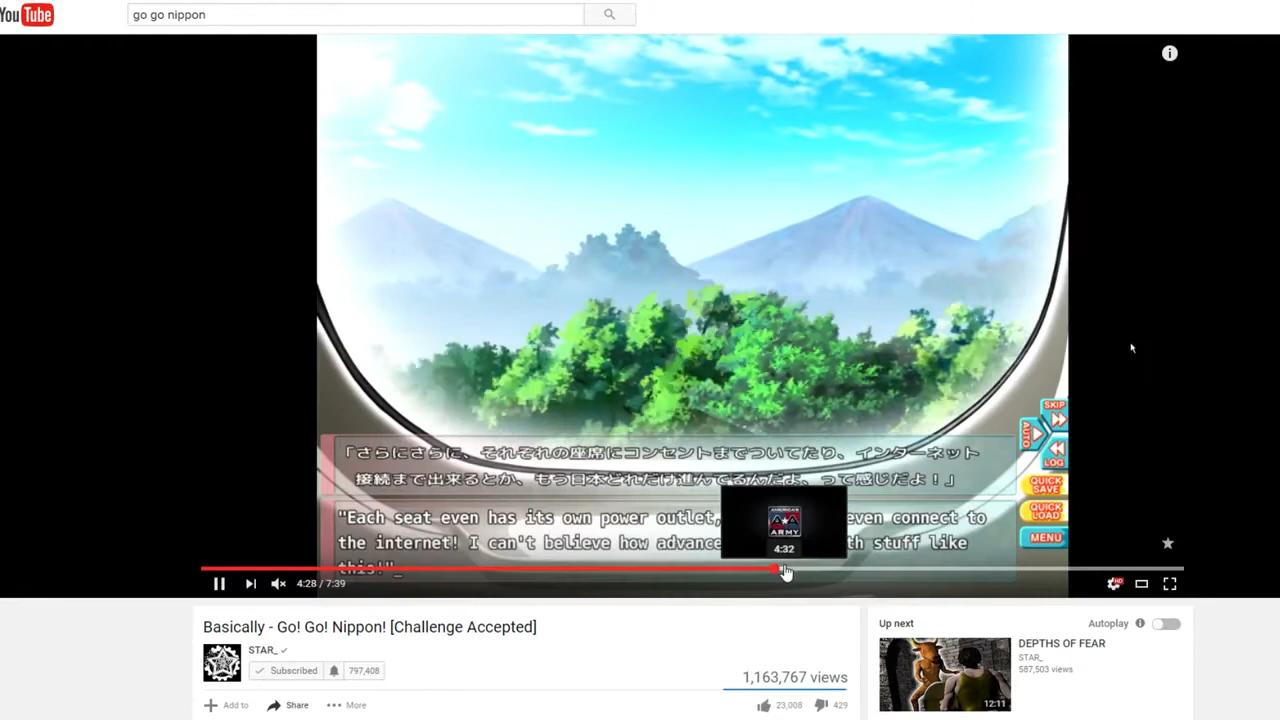 YouTube
go go nippon
「さらにさらに、それぞれの座席にコンセントまでついてたり、インターネット
接続まで出来るとか、もう日本どれだけ進んでるんだよ、って感じだよ！」
"Each seat even has its own power outlet, even connect to
the internet! I can't believe how advance th stuff like
this!"_
AMERICA'S
ARMY
4:32
SKIP
AUTO
LOG
QUICK
SAVE
QUICK
LOAD
MENU
4:28 / 7:39
HD
Basically - Go! Go! Nippon! [Challenge Accepted]
STAR_
Subscribed 797,408
1,163,767 views
Add to Share More 23,008 429
Up next Autoplay
DEPTHS OF FEAR
STAR_
587,503 views
12:11